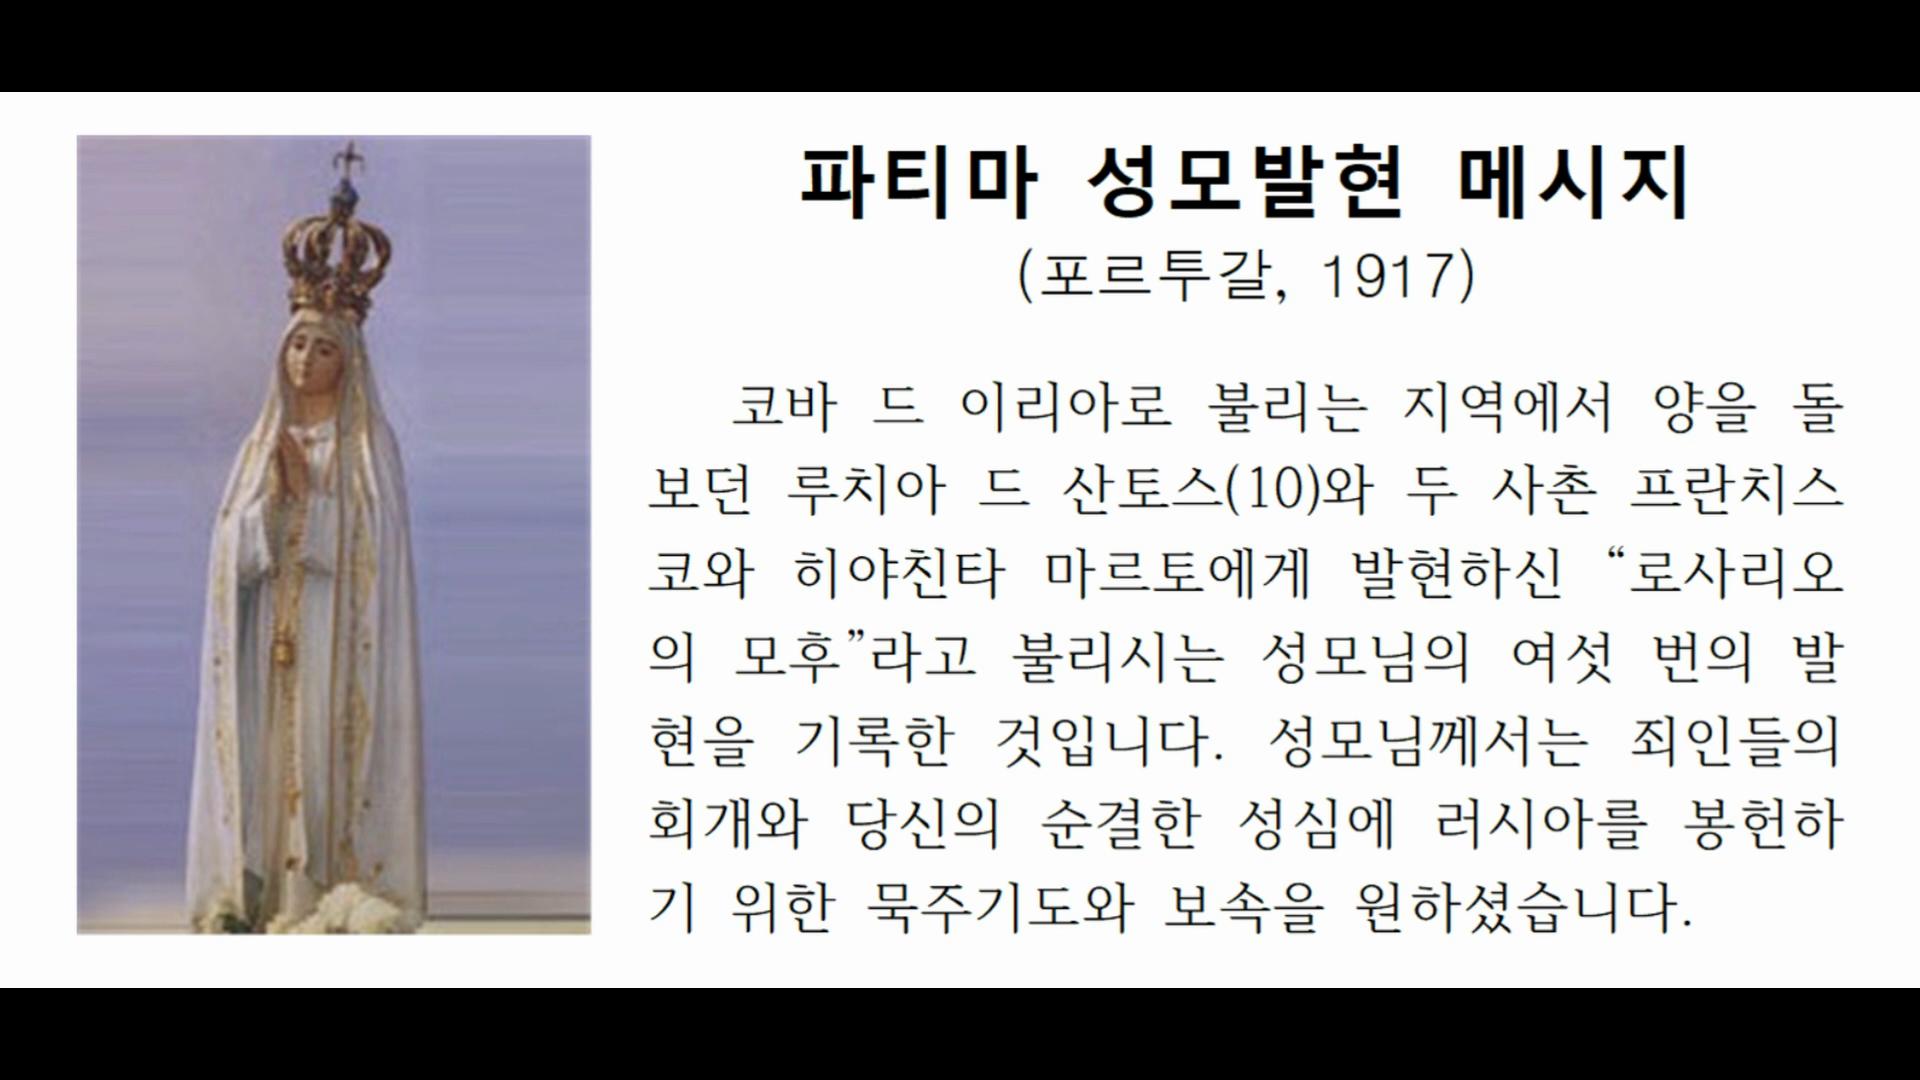 파티마 성모발현 메시지
(포르투갈, 1917)
코바 드 이리아로 불리는 지역에서 양을 돌
보던 루치아 드 산토스(10)와 두 사촌 프란치스
코와 히야친타 마르토에게 발현하신 “로사리오
의 모후”라고 불리시는 성모님의 여섯 번의 발
현을 기록한 것입니다. 성모님께서는 죄인들의
회개와 당신의 순결한 성심에 러시아를 봉헌하
기 위한 묵주기도와 보속을 원하셨습니다.